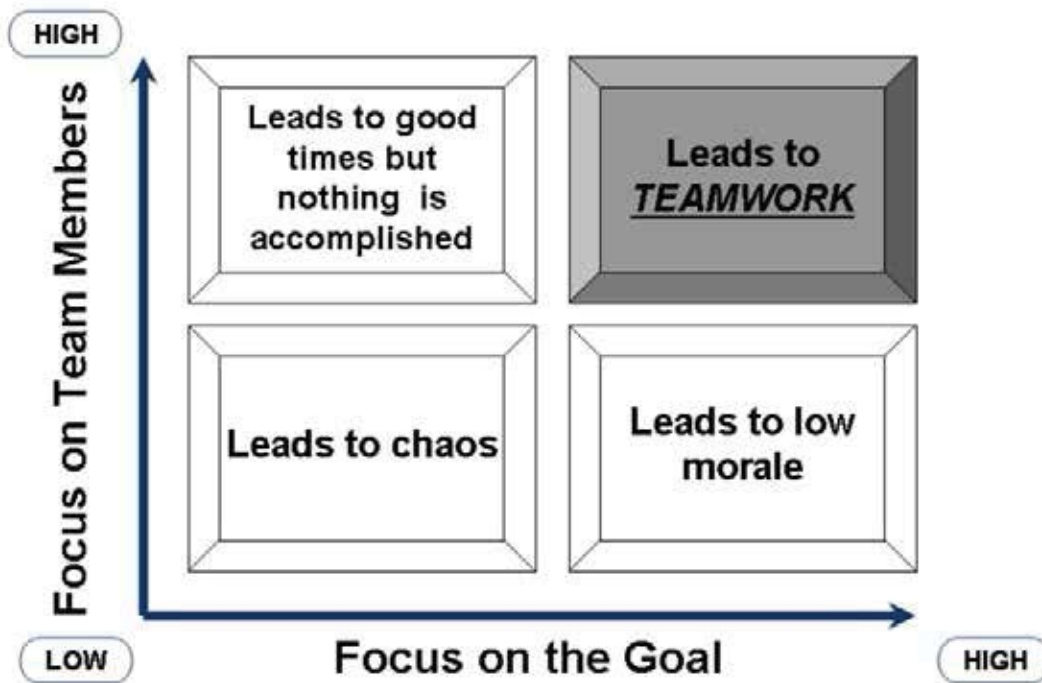 HIGH
Focus on Team Members
Leads to good
times but
nothing is
accomplished
Leads to
TEAMWORK
Leads to chaos
Leads to low
morale
LOW
Focus on the Goal
HIGH